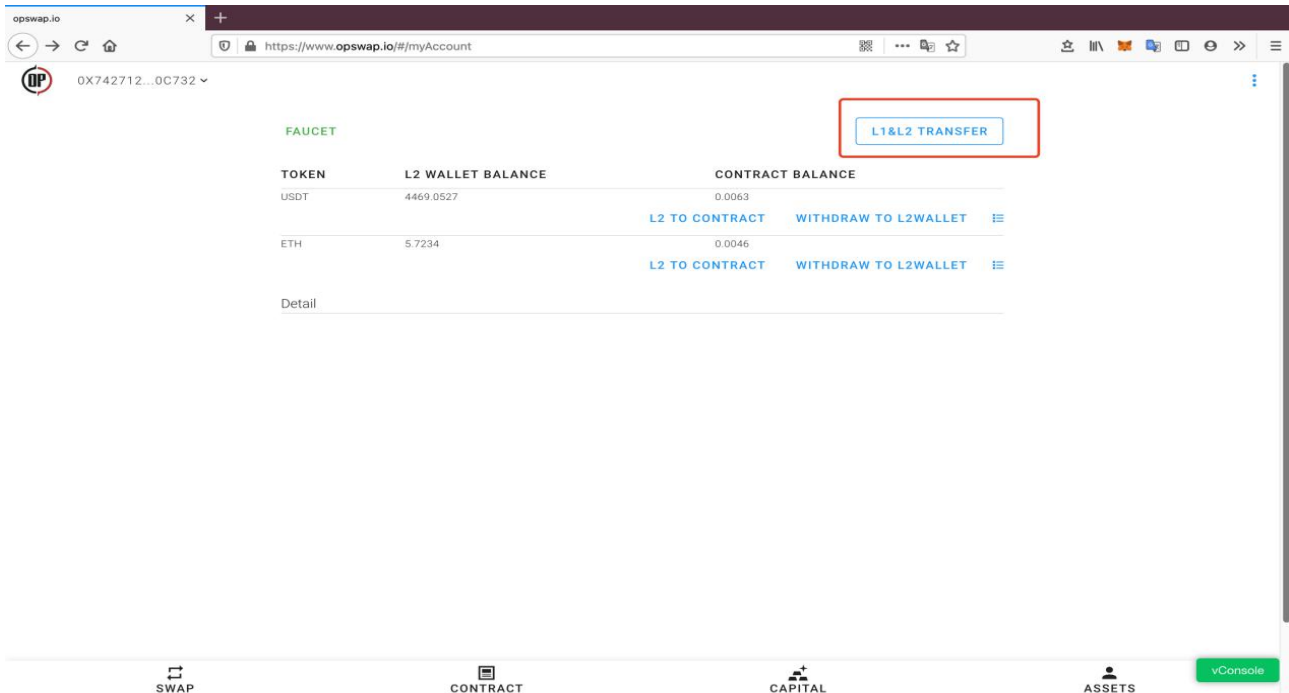 opswap.io
https://www.opswap.io/#/myAccount
OP
0X742712...0C732
FAUCET
L1&L2 TRANSFER
TOKEN L2 WALLET BALANCE CONTRACT BALANCE
USDT 4469.0527 0.0063
L2 TO CONTRACT WITHDRAW TO L2WALLET
ETH 5.7234 0.0046
L2 TO CONTRACT WITHDRAW TO L2WALLET
Detail
SWAP CONTRACT CAPITAL ASSETS
vConsole